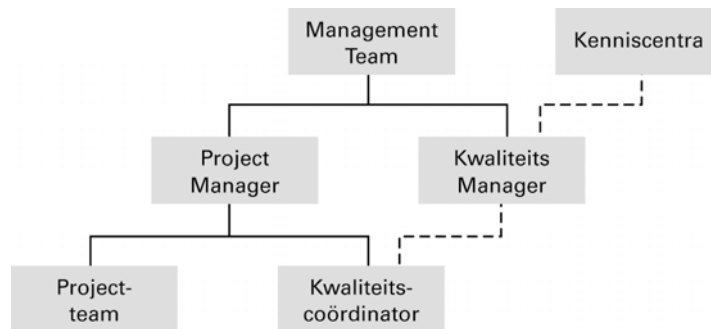 Management
Team
Kenniscentra
Project
Manager
Kwaliteits
Manager
Project-
team
Kwaliteits-
coördinator